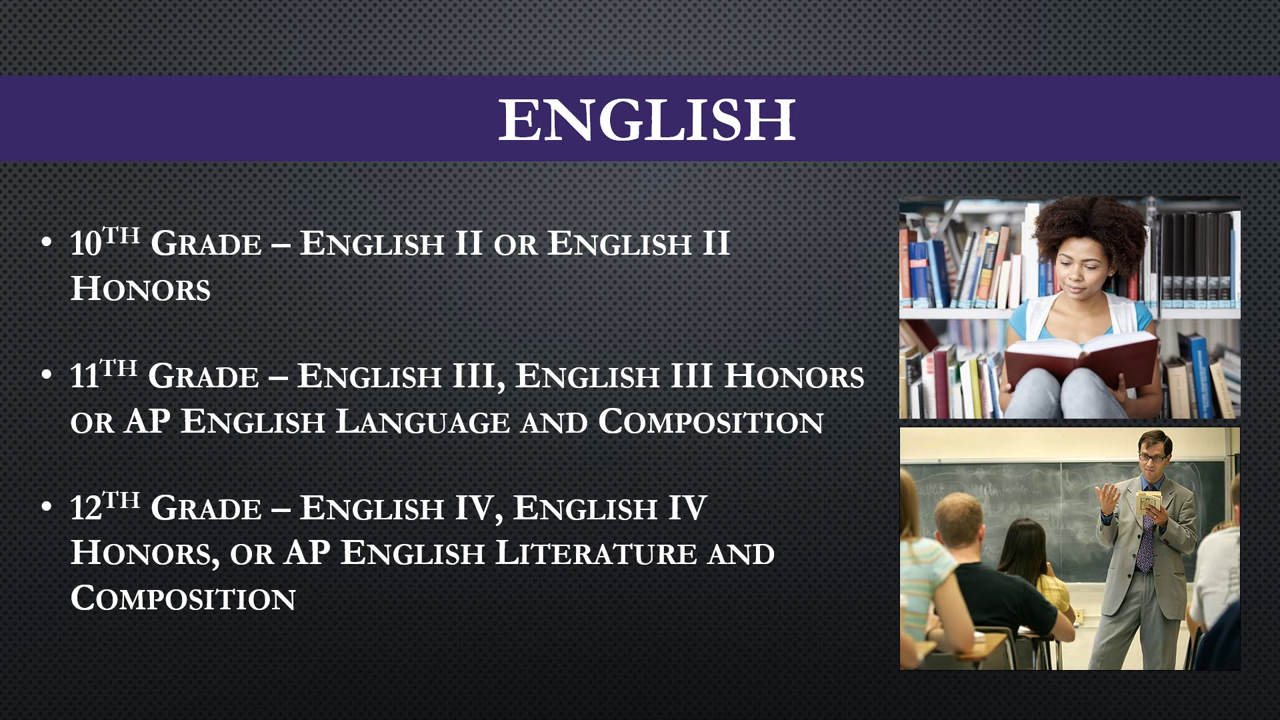 ENGLISH
• 10TH GRADE – ENGLISH II OR ENGLISH II
HONORS
• 11TH GRADE – ENGLISH III, ENGLISH III HONORS
OR AP ENGLISH LANGUAGE AND COMPOSITION
• 12TH GRADE – ENGLISH IV, ENGLISH IV
HONORS, OR AP ENGLISH LITERATURE AND
COMPOSITION